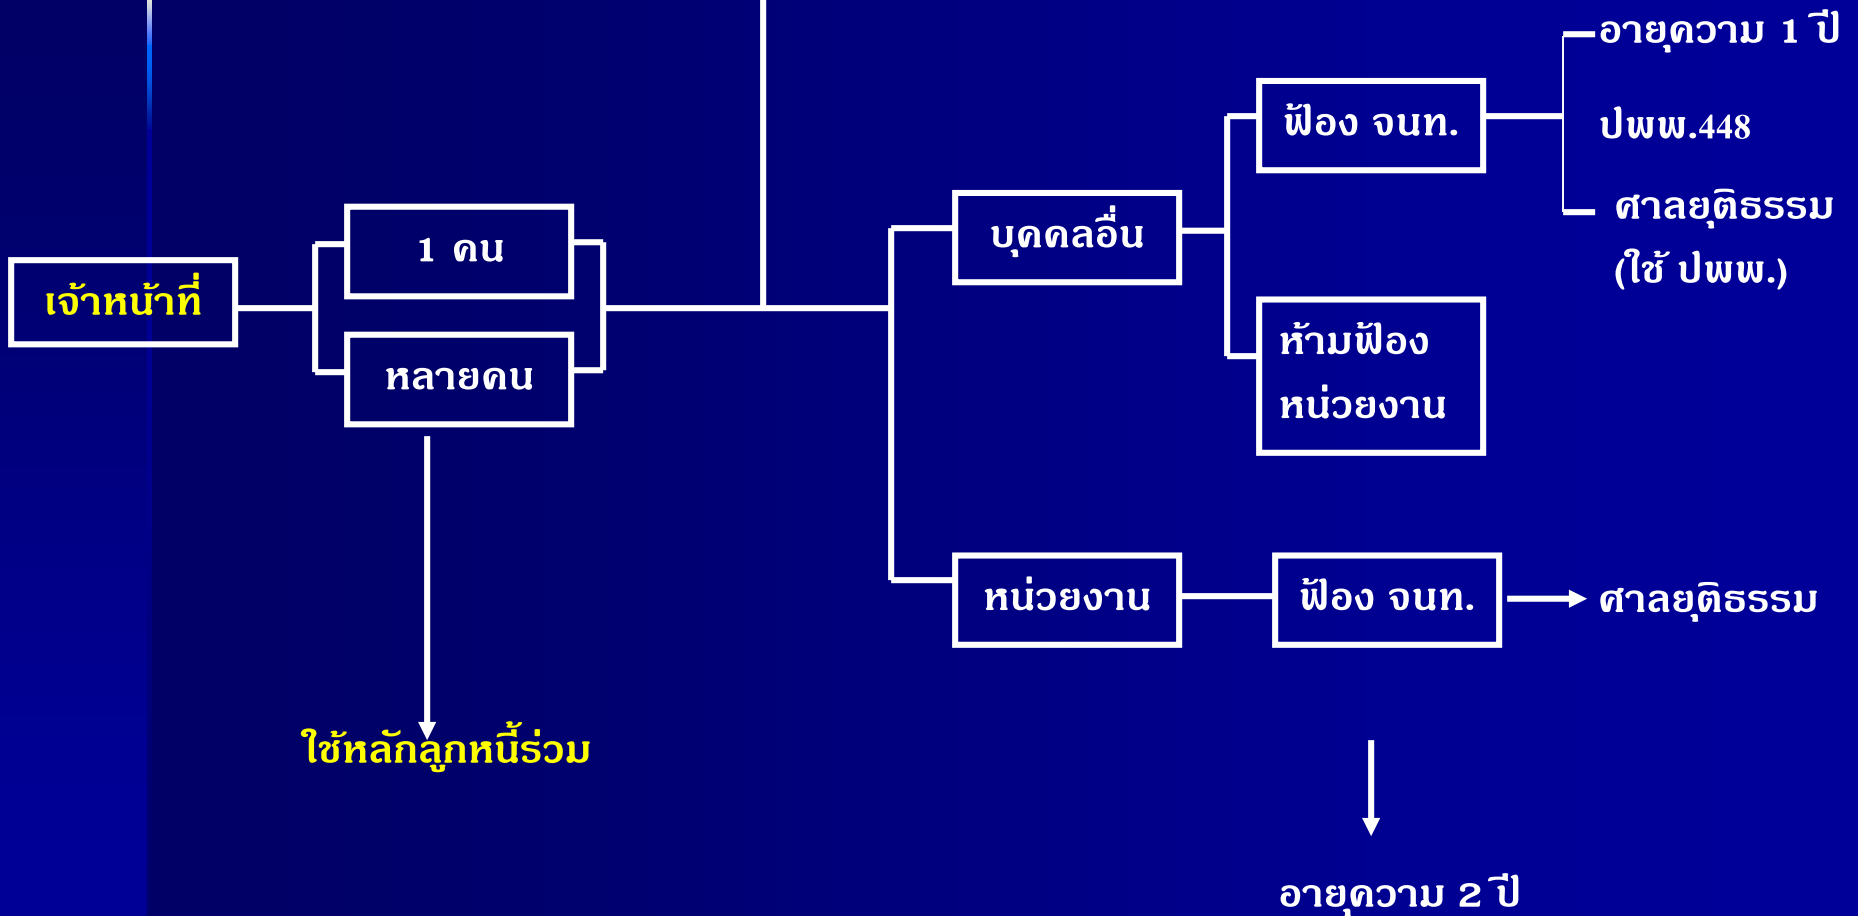 อายุความ 1 ปี
ฟ้อง จนท.
ปพพ.448
ศาลยุติธรรม
(ใช้ ปพพ.)
บุคคลอื่น
1 คน
เจ้าหน้าที่
หลายคน
ห้ามฟ้อง
หน่วยงาน
หน่วยงาน
ฟ้อง จนท.
ศาลยุติธรรม
ใช้หลักลูกหนี้ร่วม
อายุความ 2 ปี